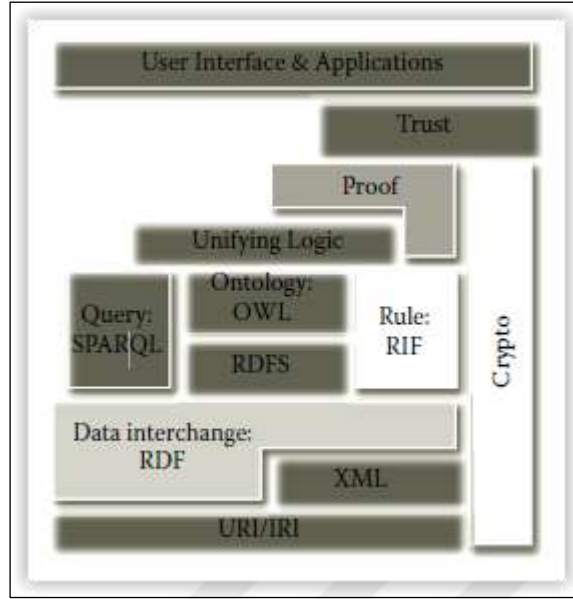 User Interface & Applications
Trust
Proof
Unifying Logic
Ontology:
OWL
Query:
SPARQL
RDFS
Rule:
RIF
Crypto
Data interchange:
RDF
XML
URI/IRI